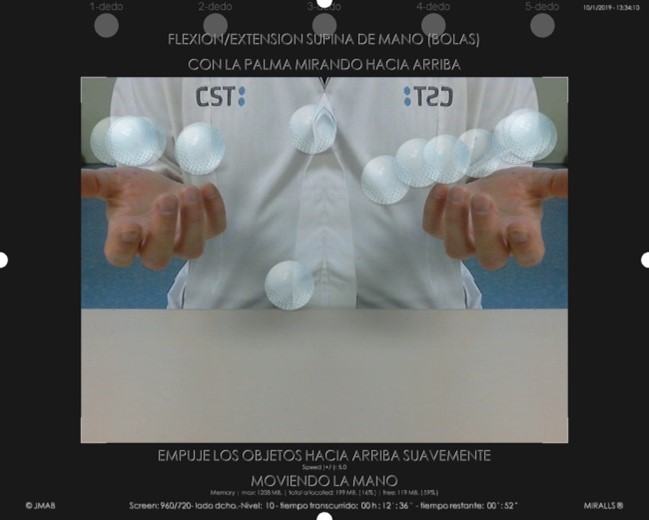 1-dedo 2-dedo 3-dedo 4-dedo 5-dedo
10/1/2019 - 13:34:10
FLEXION/EXTENSION SUPINA DE MANO (BOLAS)
CON LA PALMA MIRANDO HACIA ARRIBA
CST: :TSC
EMPUJE LOS OBJETOS HACIA ARRIBA SUAVEMENTE
Speed (+/-): 5.0
MOVIENDO LA MANO
Memory : max: 1205 MB. | total allocated: 199 MB. (16%) | free: 119 MB. (59%)
© JMAB Screen: 960/720 - lado dcho. -Nivel: 10 - tiempo transcurrido: 00 h : 12 ' : 36 " - tiempo restante: 00 ' : 52 " MIRALLS ®